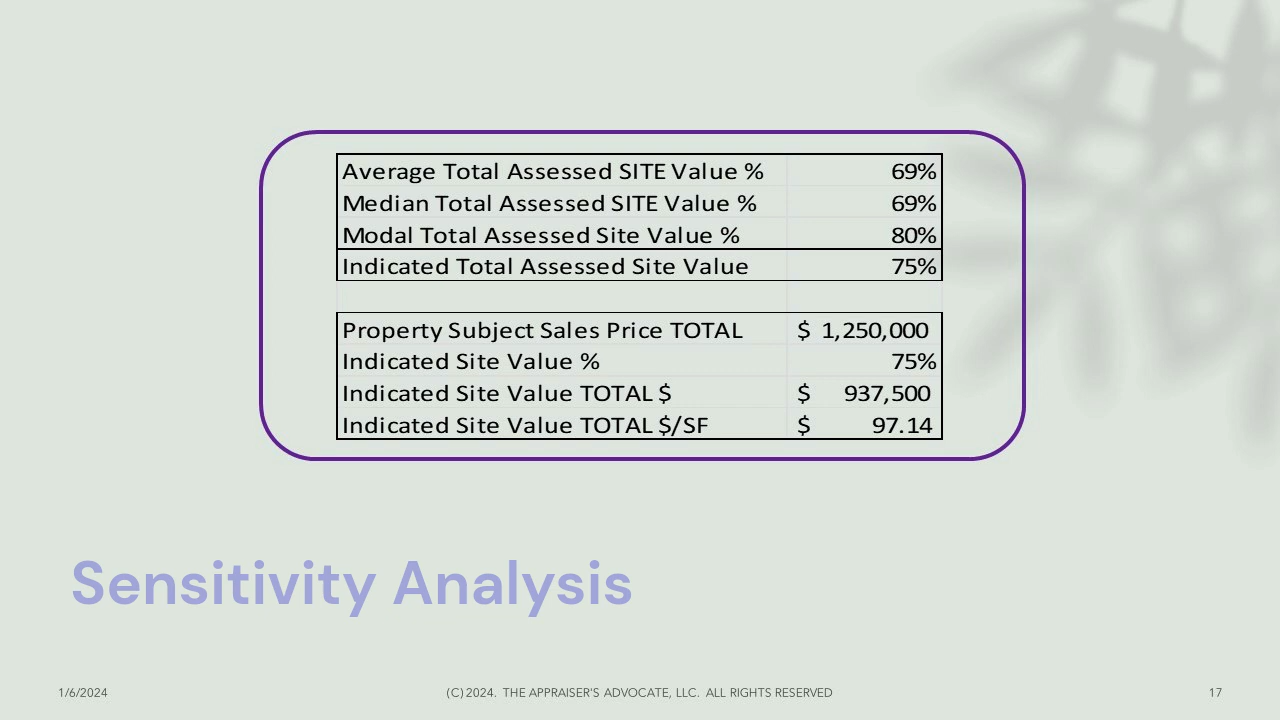 Average Total Assessed SITE Value % 69%
Median Total Assessed SITE Value % 69%
Modal Total Assessed Site Value % 80%
Indicated Total Assessed Site Value 75%
Property Subject Sales Price TOTAL $ 1,250,000
Indicated Site Value % 75%
Indicated Site Value TOTAL $ $ 937,500
Indicated Site Value TOTAL $/SF $ 97.14
Sensitivity Analysis
1/6/2024 (C) 2024. THE APPRAISER'S ADVOCATE, LLC. ALL RIGHTS RESERVED 17